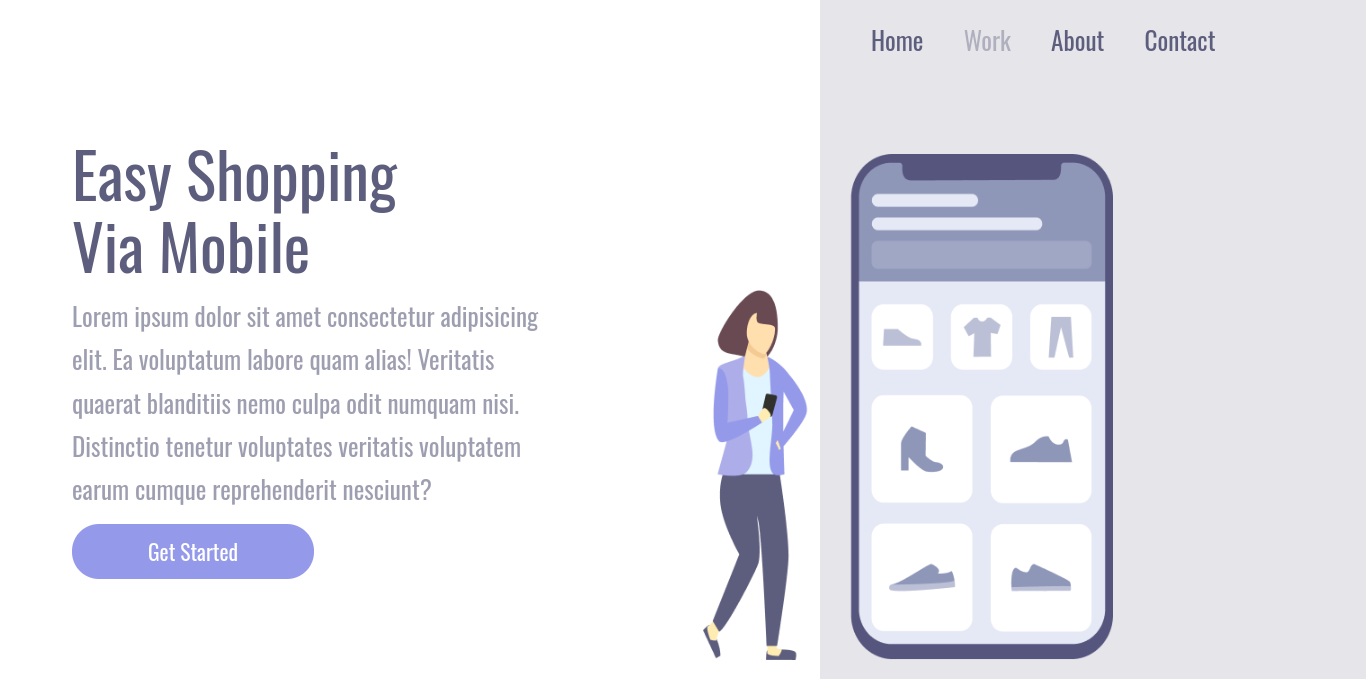 Home Work About Contact
Easy Shopping
Via Mobile
Lorem ipsum dolor sit amet consectetur adipisicing
elit. Ea voluptatum labore quam alias! Veritatis
quaerat blanditiis nemo culpa odit numquam nisi.
Distinctio tenetur voluptates veritatis voluptatem
earum cumque reprehenderit nesciunt?
Get Started